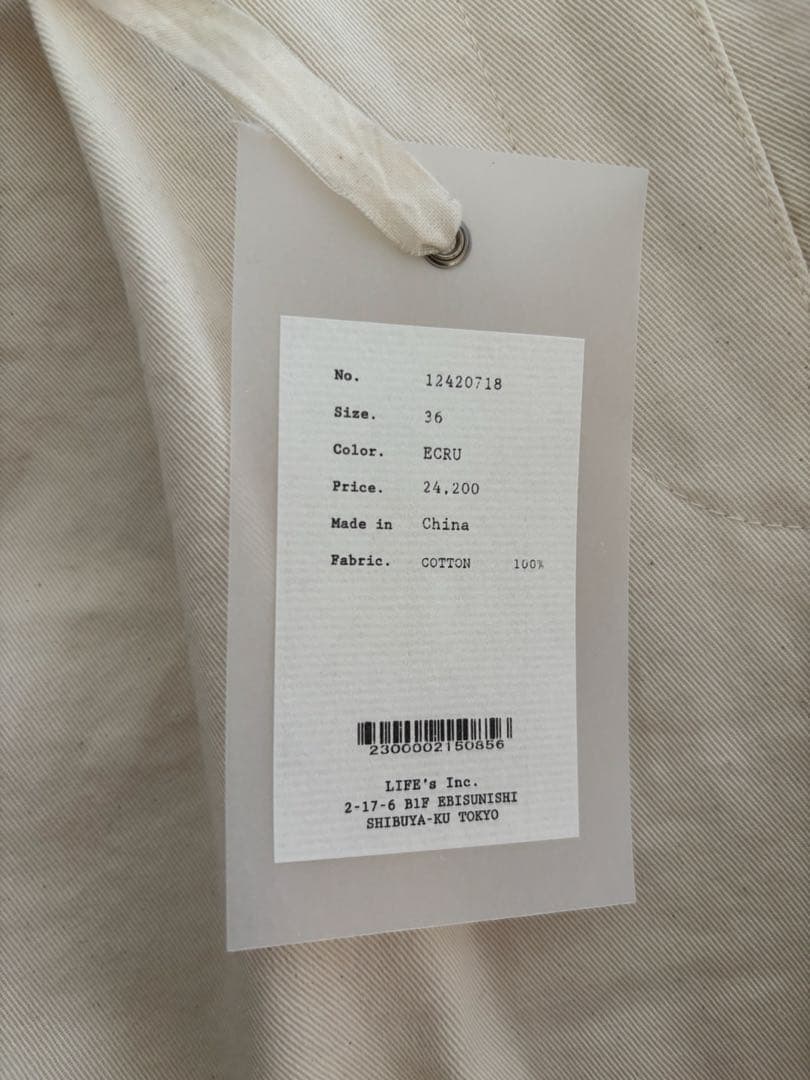 No. 12420718
Size. 36
Color. ECRU
Price. 24,200
Made in China
Fabric. COTTON 100%
2300002150856
LIFE's Inc.
2-17-6 B1F EBISUNISHI
SHIBUYA-KU TOKYO